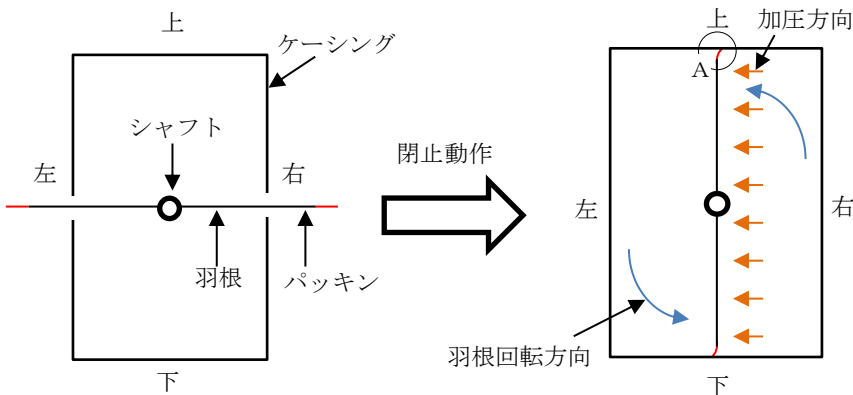 上
ケーシング
シャフト
左
右
羽根
パッキン
下
閉止動作
上
加圧方向
A
左
右
羽根回転方向
下